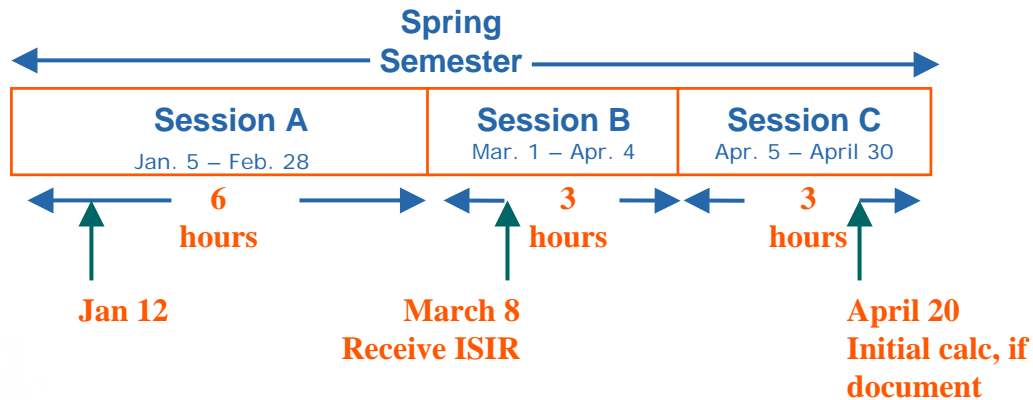 Spring
Semester
Session A
Jan. 5 – Feb. 28
Session B
Mar. 1 – Apr. 4
Session C
Apr. 5 – April 30
6
hours
3
hours
3
hours
Jan 12
March 8
Receive ISIR
April 20
Initial calc, if
document